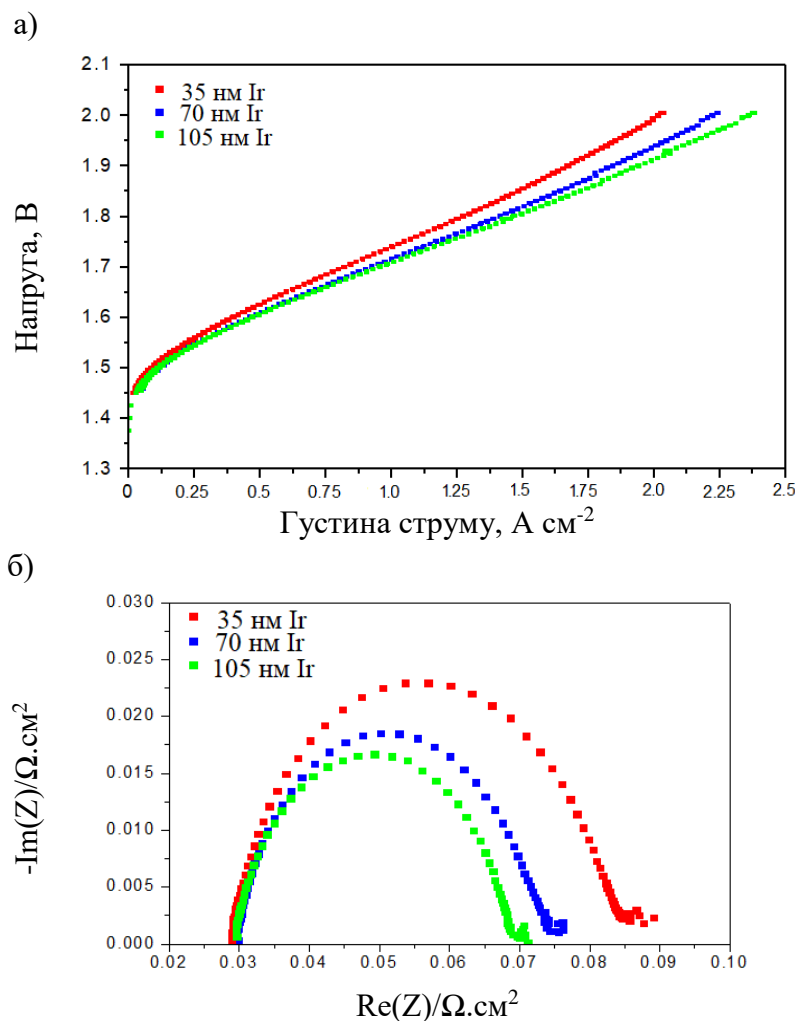 а)
2.1
2.0
1.9
1.8
1.7
1.6
1.5
1.4
1.3
35 нм Ir
70 нм Ir
105 нм Ir
Напруга, В
0 0.25 0.5 0.75 1.0 1.25 1.5 1.75 2.0 2.25 2.5
Густина струму, А см⁻²
б)
0.030
0.025
0.020
0.015
0.010
0.005
0.000
35 нм Ir
70 нм Ir
105 нм Ir
-Im(Z)/Ω.см²
0.02 0.03 0.04 0.05 0.06 0.07 0.08 0.09 0.10
Re(Z)/Ω.см²